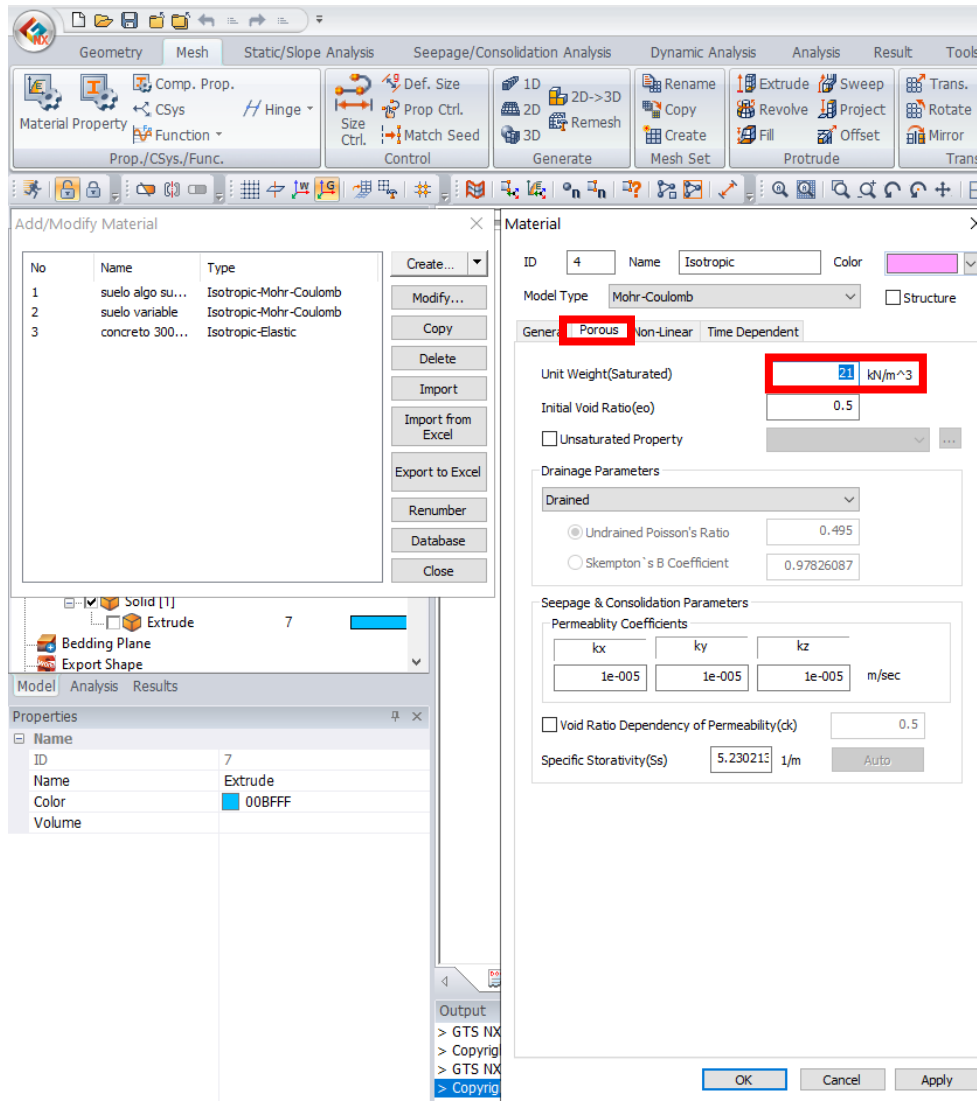 NX
Geometry Mesh Static/Slope Analysis Seepage/Consolidation Analysis Dynamic Analysis Analysis Result Tools
Material Property
Comp. Prop.
CSys
Function
Hinge
Prop./CSys./Func.
Size Ctrl.
Def. Size
Prop Ctrl.
Match Seed
Control
1D
2D
3D
2D->3D
Remesh
Generate
Rename
Copy
Create
Mesh Set
Extrude Sweep
Revolve Project
Fill Offset
Protrude
Trans.
Rotate
Mirror
Trans
Add/Modify Material
No Name Type
1 suelo algo su... Isotropic-Mohr-Coulomb
2 suelo variable Isotropic-Mohr-Coulomb
3 concreto 300... Isotropic-Elastic
Create...
Modify...
Copy
Delete
Import
Import from
Excel
Export to Excel
Renumber
Database
Close
Solid [1]
Extrude 7
Bedding Plane
Export Shape
Model Analysis Results
Properties
Name
ID 7
Name Extrude
Color 00BFFF
Volume
Output
> GTS NX
> Copyrig
> GTS NX
> Copyrig
Material
ID 4 Name Isotropic Color
Model Type Mohr-Coulomb Structure
General Porous Non-Linear Time Dependent
Unit Weight(Saturated) 21 kN/m^3
Initial Void Ratio(eo) 0.5
Unsaturated Property ...
Drainage Parameters
Drained
Undrained Poisson's Ratio 0.495
Skempton`s B Coefficient 0.97826087
Seepage & Consolidation Parameters
Permeablity Coefficients
kx ky kz
1e-005 1e-005 1e-005 m/sec
Void Ratio Dependency of Permeability(ck) 0.5
Specific Storativity(Ss) 5.230213 1/m Auto
OK Cancel Apply